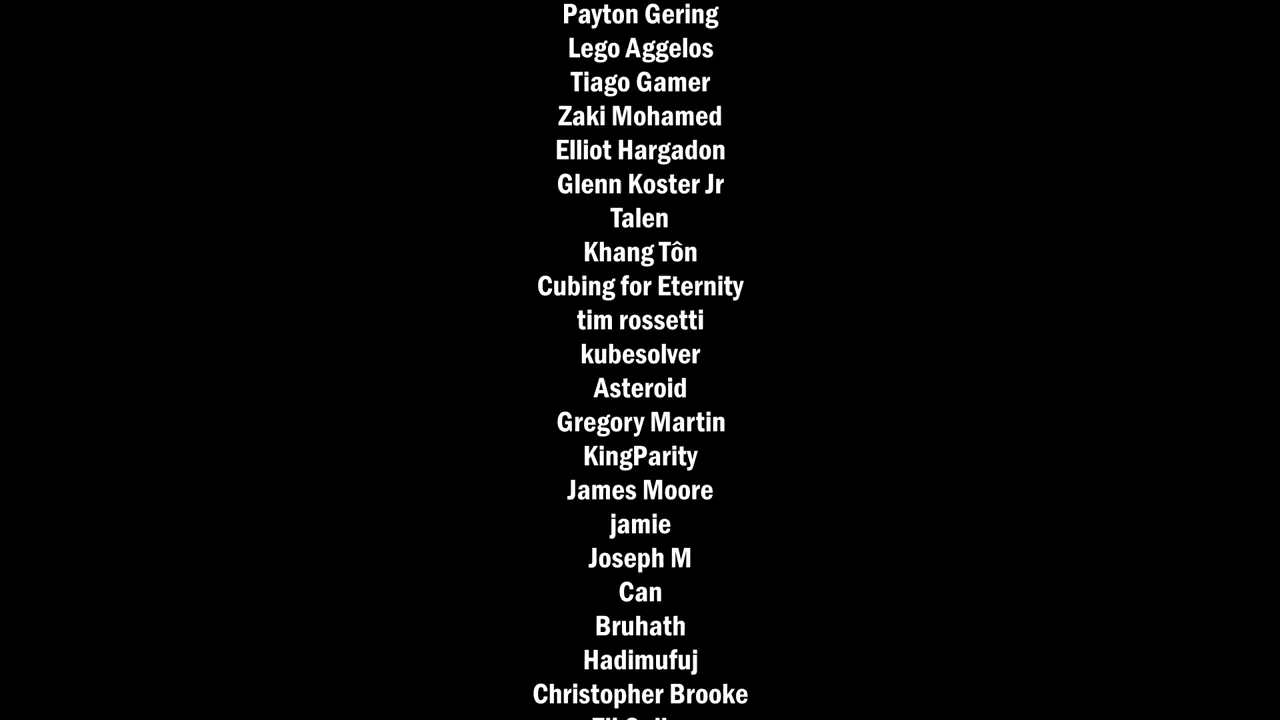 Payton Gering
Lego Aggelos
Tiago Gamer
Zaki Mohamed
Elliot Hargadon
Glenn Koster Jr
Talen
Khang Tôn
Cubing for Eternity
tim rossetti
kubesolver
Asteroid
Gregory Martin
KingParity
James Moore
jamie
Joseph M
Can
Bruhath
Hadimufuj
Christopher Brooke